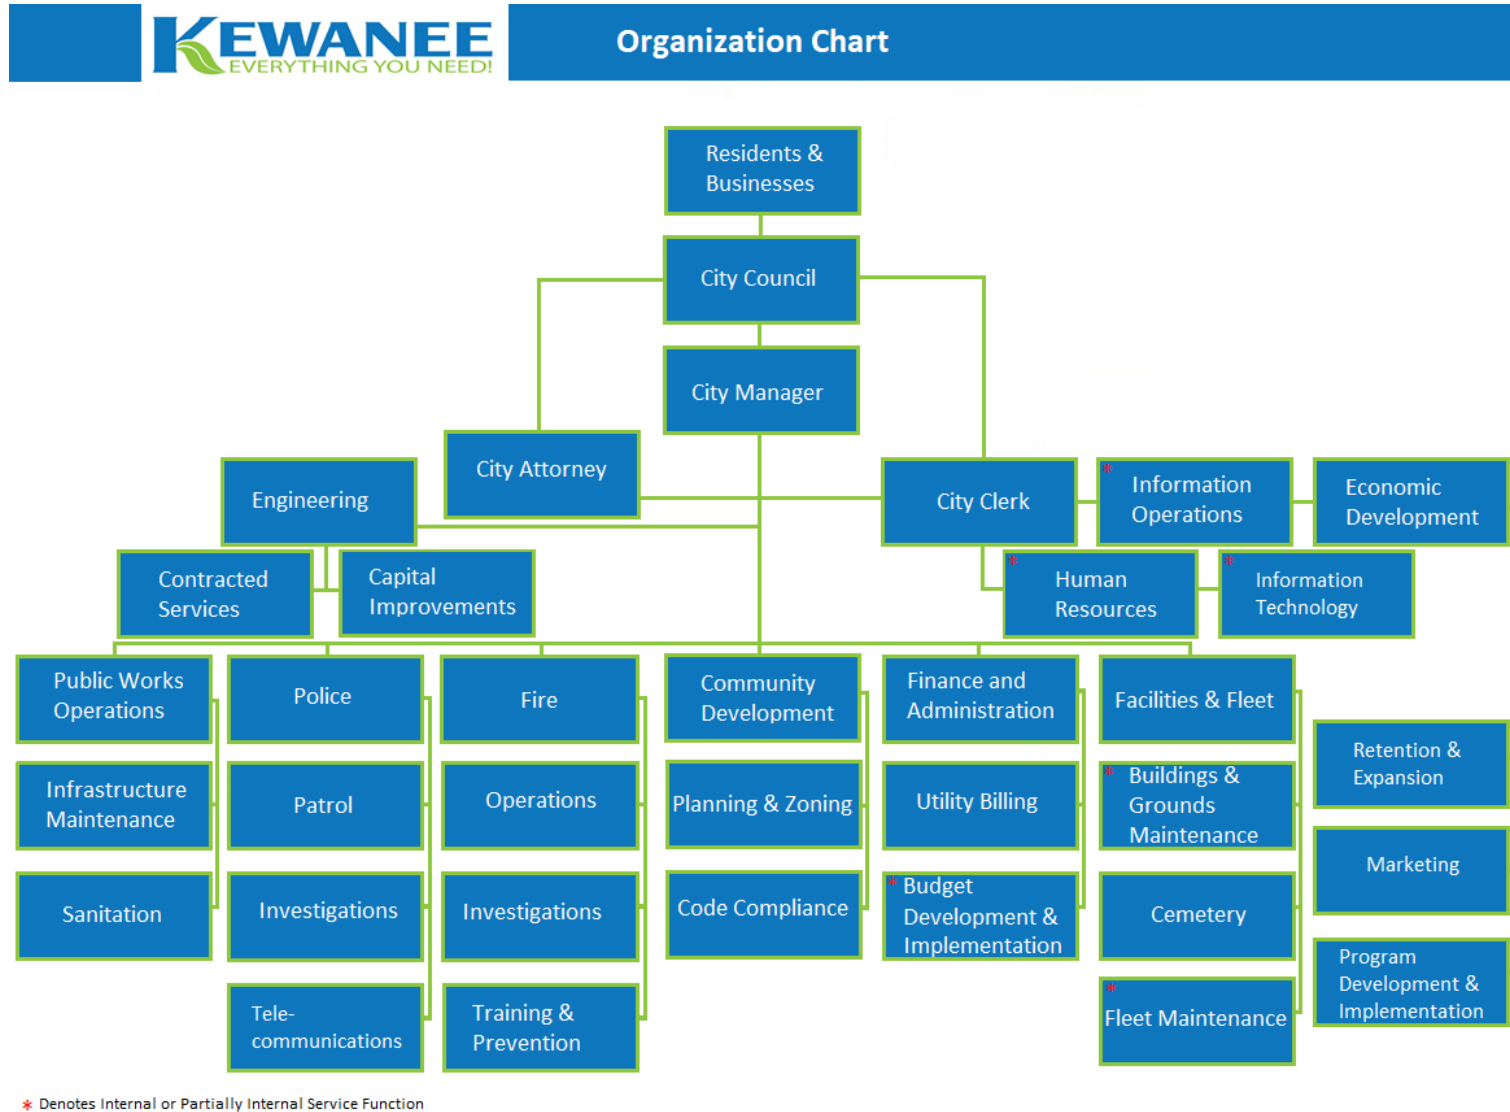 KEWANEE
EVERYTHING YOU NEED!
Organization Chart
Residents &
Businesses
City Council
City Manager
City Attorney
Engineering
City Clerk
* Information
Operations
Economic
Development
Contracted
Services
Capital
Improvements
* Human
Resources
* Information
Technology
Public Works
Operations
Police
Fire
Community
Development
Finance and
Administration
Facilities & Fleet
Retention &
Expansion
Infrastructure
Maintenance
Patrol
Operations
Planning & Zoning
Utility Billing
* Buildings &
Grounds
Maintenance
Marketing
Sanitation
Investigations
Investigations
Code Compliance
* Budget
Development &
Implementation
Cemetery
Program
Development &
Implementation
Tele-
communications
Training &
Prevention
*
Fleet Maintenance
* Denotes Internal or Partially Internal Service Function